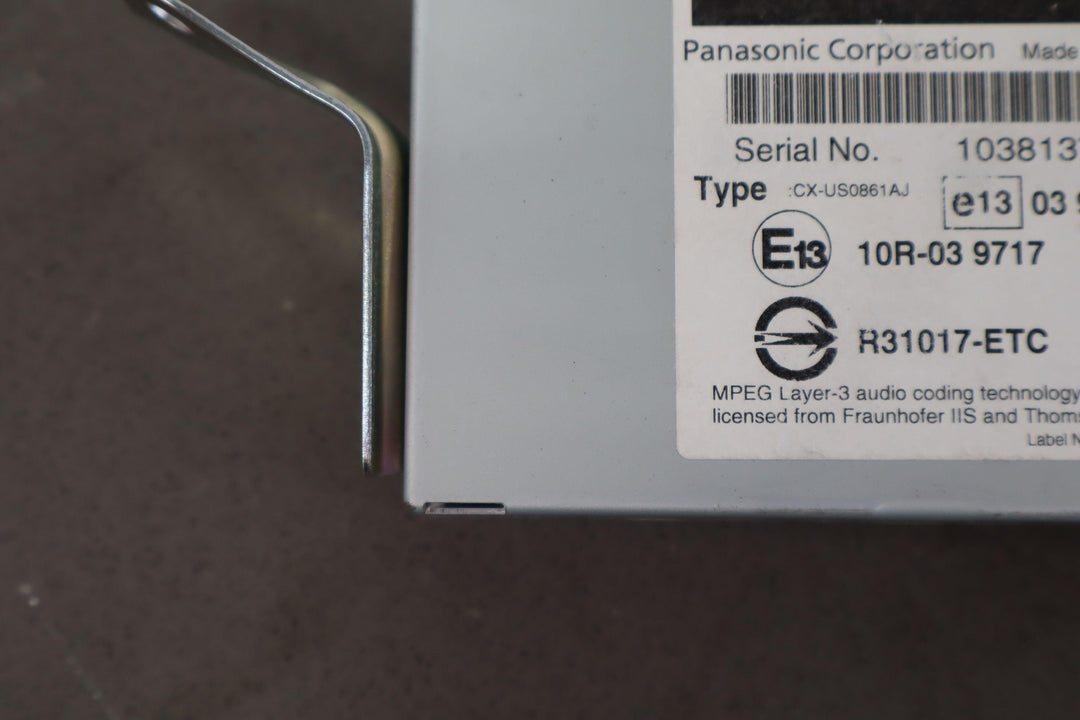 Panasonic Corporation Made
Serial No. 103813
Type :CX-US0861AJ e13 03
E13 10R-03 9717
R31017-ETC
MPEG Layer-3 audio coding technology
licensed from Fraunhofer IIS and Thom
Label N